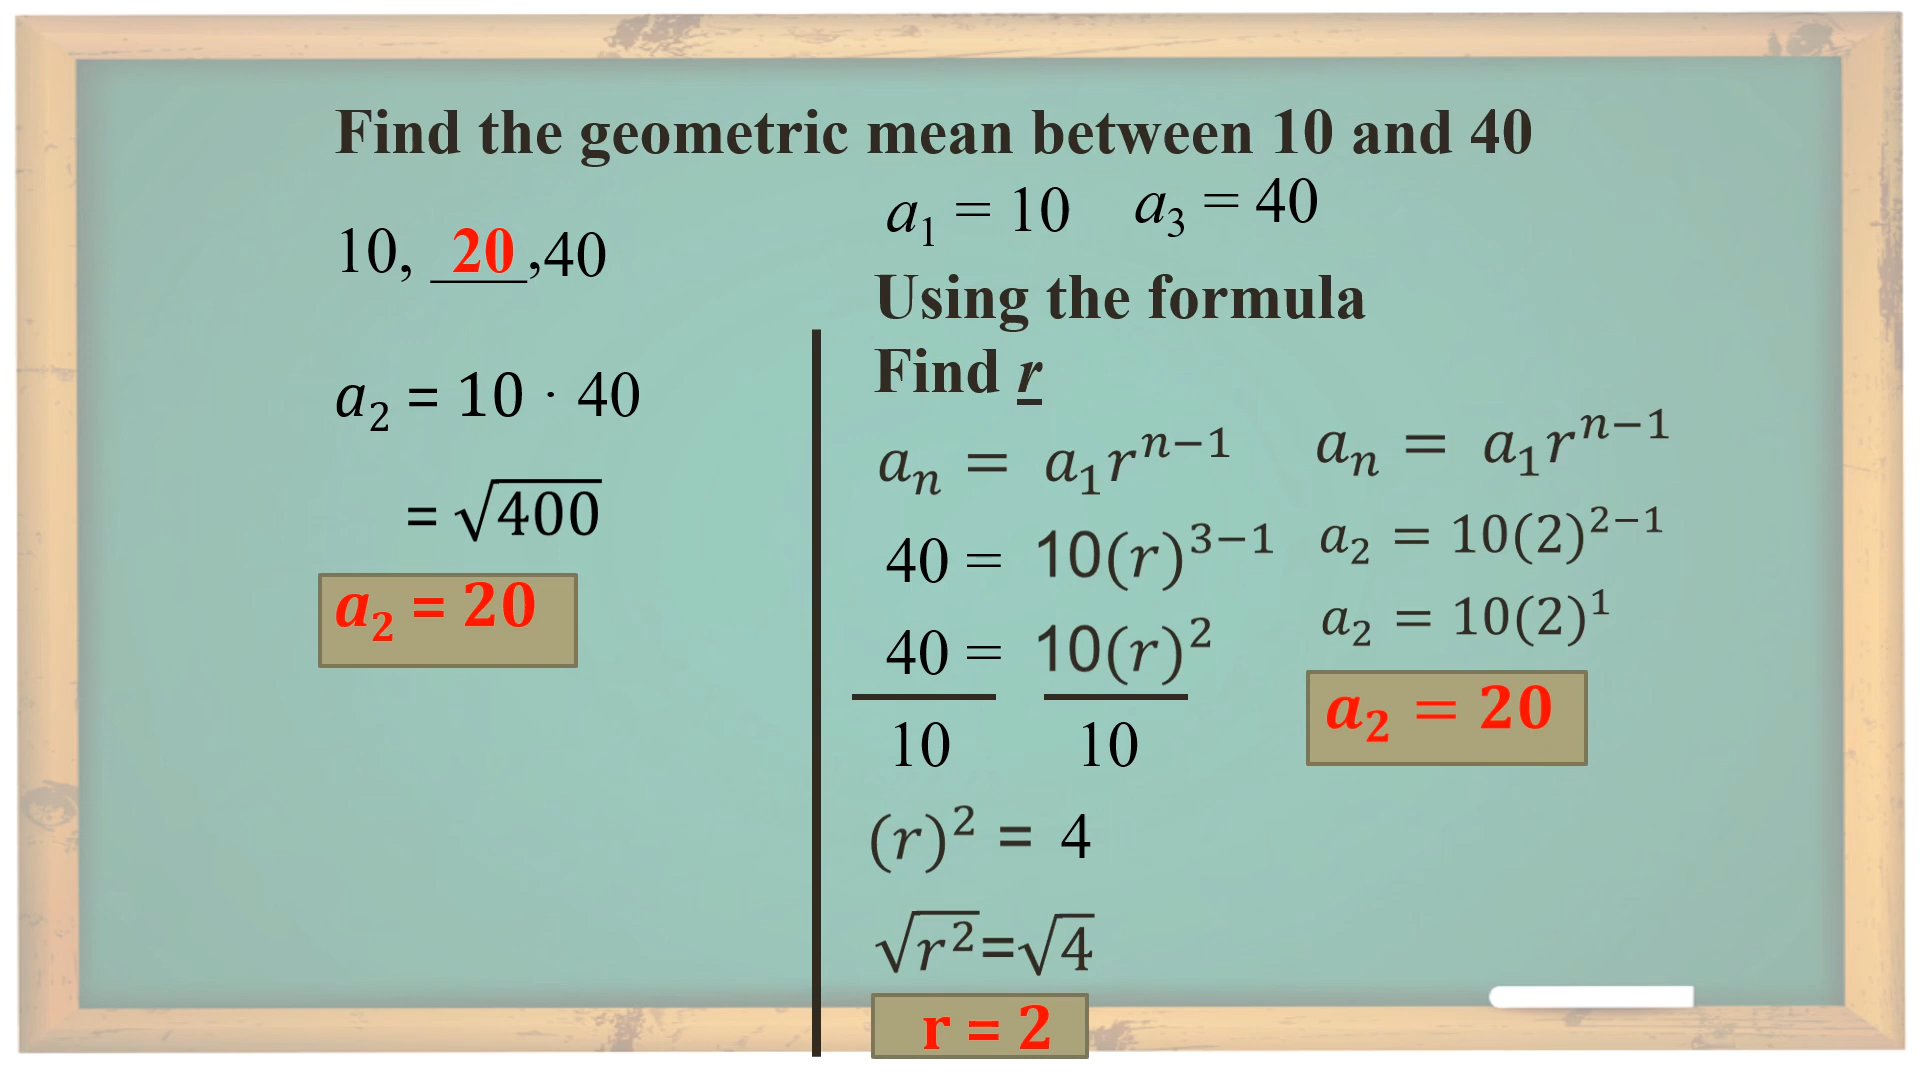 Find the geometric mean between 10 and 40
10, 20 ,40
a₂ = 10 · 40
= √400
a₂ = 20
a₁ = 10 a₃ = 40
Using the formula
Find r
aₙ = a₁rⁿ⁻¹
40 = 10(r)³⁻¹
40 = 10(r)²
10 10
(r)² = 4
√r²=√4
r = 2
aₙ = a₁rⁿ⁻¹
a₂ = 10(2)²⁻¹
a₂ = 10(2)¹
a₂ = 20